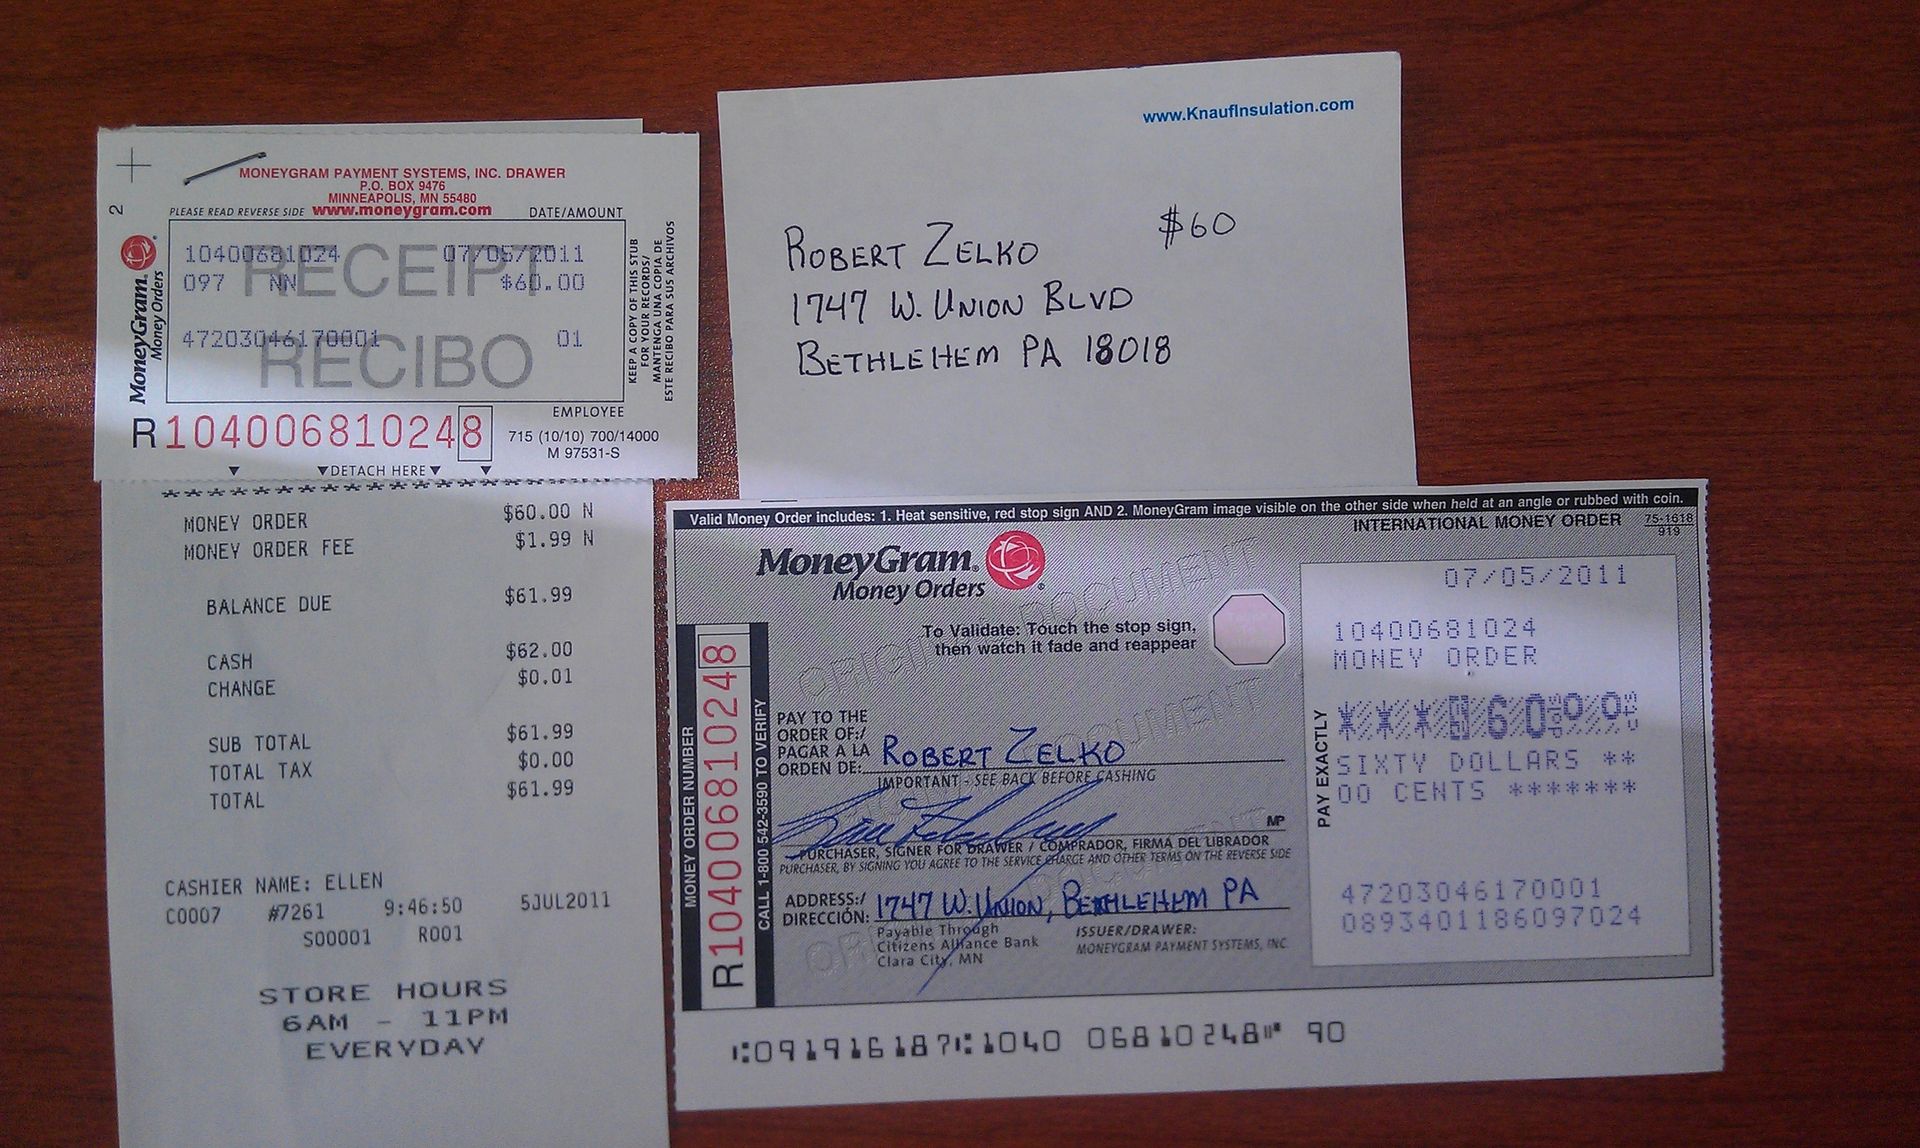 MONEYGRAM PAYMENT SYSTEMS, INC. DRAWER
P.O. BOX 9476
MINNEAPOLIS, MN 55480
PLEASE READ REVERSE SIDE www.moneygram.com DATE/AMOUNT
2
MoneyGram.
Money Orders
RECEIPT
10400681024 07/05/2011
097 NN $60.00
47203046170001 01
RECIBO
KEEP A COPY OF THIS STUB
FOR YOUR RECORDS/
MANTENGA UNA COPIA DE
ESTE RECIBO PARA SUS ARCHIVOS
EMPLOYEE
R104006810248 715 (10/10) 700/14000
M 97531-S
DETACH HERE
MONEY ORDER $60.00 N
MONEY ORDER FEE $1.99 N
BALANCE DUE $61.99
CASH $62.00
CHANGE $0.01
SUB TOTAL $61.99
TOTAL TAX $0.00
TOTAL $61.99
CASHIER NAME: ELLEN
C0007 #7261 9:46:50 5JUL2011
S00001 R001
STORE HOURS
6AM - 11PM
EVERYDAY
www.KnaufInsulation.com
ROBERT ZELKO $60
1747 W. UNION BLVD
BETHLEHEM PA 18018
Valid Money Order includes: 1. Heat sensitive, red stop sign AND 2. MoneyGram image visible on the other side when held at an angle or rubbed with coin.
INTERNATIONAL MONEY ORDER 75-1618
919
MoneyGram.
Money Orders
To Validate: Touch the stop sign,
then watch it fade and reappear
MONEY ORDER NUMBER
R104006810248
CALL 1-800 542-3590 TO VERIFY
PAY TO THE
ORDER OF:/
PAGAR A LA
ORDEN DE: ROBERT ZELKO
IMPORTANT - SEE BACK BEFORE CASHING
MP
PURCHASER, SIGNER FOR DRAWER / COMPRADOR, FIRMA DEL LIBRADOR
PURCHASER, BY SIGNING YOU AGREE TO THE SERVICE CHARGE AND OTHER TERMS ON THE REVERSE SIDE
ADDRESS:/
DIRECCIÓN: 1747 W. UNION, BETHLEHEM PA
Payable Through
Citizens Alliance Bank
Clara City, MN
ISSUER/DRAWER:
MONEYGRAM PAYMENT SYSTEMS, INC.
07/05/2011
10400681024
MONEY ORDER
PAY EXACTLY
SIXTY DOLLARS **
00 CENTS *******
47203046170001
0893401186097024
⑆091916187⑆1040 06810248⑈ 90